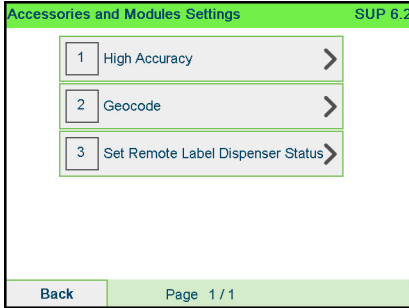 Accessories and Modules Settings SUP 6.2
1 High Accuracy
2 Geocode
3 Set Remote Label Dispenser Status
Back Page 1 / 1